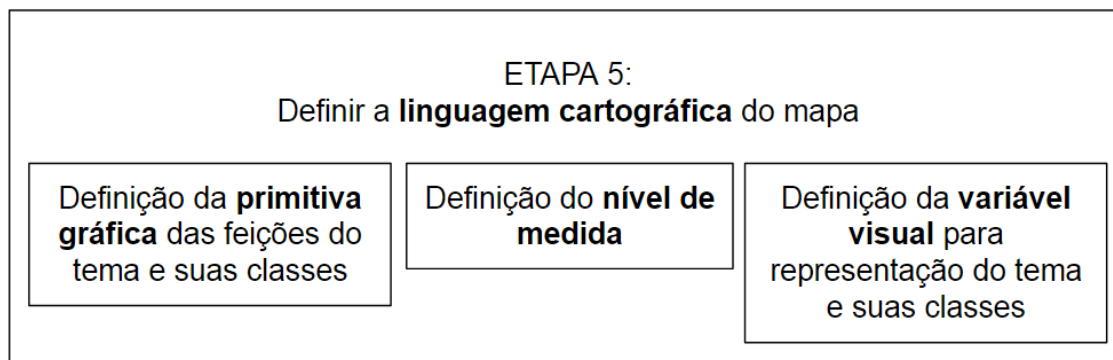 ETAPA 5:
Definir a linguagem cartográfica do mapa
Definição da primitiva
gráfica das feições do
tema e suas classes
Definição do nível de
medida
Definição da variável
visual para
representação do tema
e suas classes